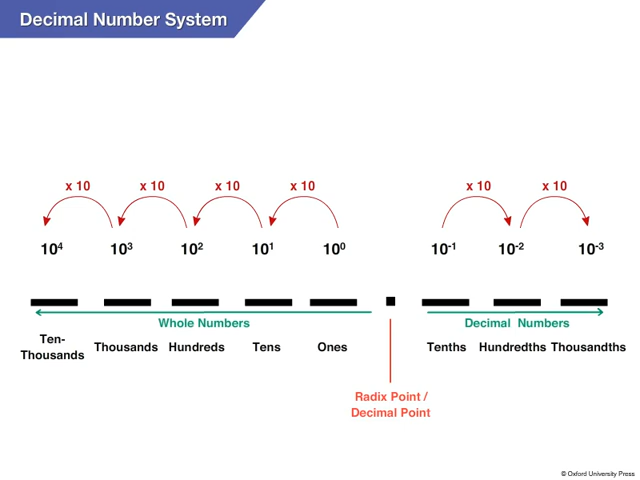 Decimal Number System
x 10 x 10 x 10 x 10 x 10 x 10
10⁴ 10³ 10² 10¹ 10⁰ 10⁻¹ 10⁻² 10⁻³
Whole Numbers Decimal Numbers
Ten-
Thousands Thousands Hundreds Tens Ones Tenths Hundredths Thousandths
Radix Point /
Decimal Point
© Oxford University Press